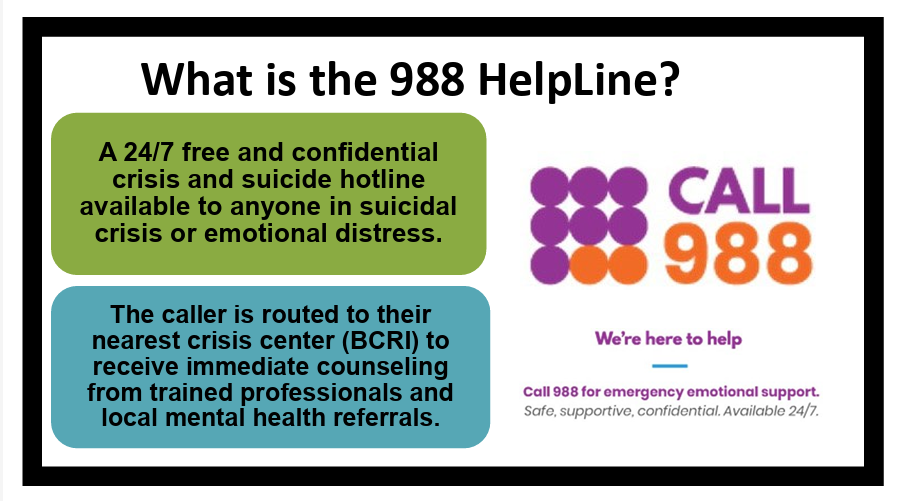 What is the 988 HelpLine?
A 24/7 free and confidential
crisis and suicide hotline
available to anyone in suicidal
crisis or emotional distress.
The caller is routed to their
nearest crisis center (BCRI) to
receive immediate counseling
from trained professionals and
local mental health referrals.
CALL
988
We're here to help
Call 988 for emergency emotional support.
Safe, supportive, confidential. Available 24/7.